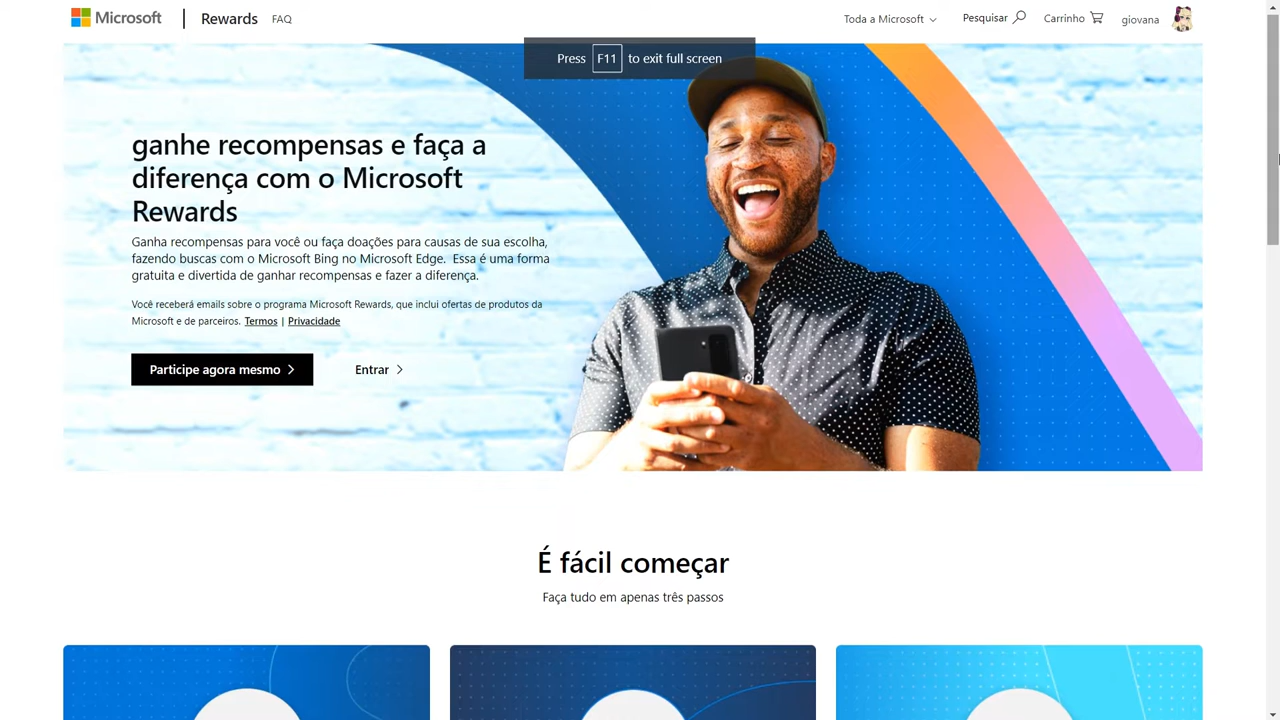 Microsoft
Rewards
FAQ
Toda a Microsoft
Pesquisar
Carrinho
giovana
Press F11 to exit full screen
ganhe recompensas e faça a
diferença com o Microsoft
Rewards
Ganha recompensas para você ou faça doações para causas de sua escolha,
fazendo buscas com o Microsoft Bing no Microsoft Edge. Essa é uma forma
gratuita e divertida de ganhar recompensas e fazer a diferença.
Você receberá emails sobre o programa Microsoft Rewards, que inclui ofertas de produtos da
Microsoft e de parceiros. Termos | Privacidade
Participe agora mesmo
Entrar
É fácil começar
Faça tudo em apenas três passos